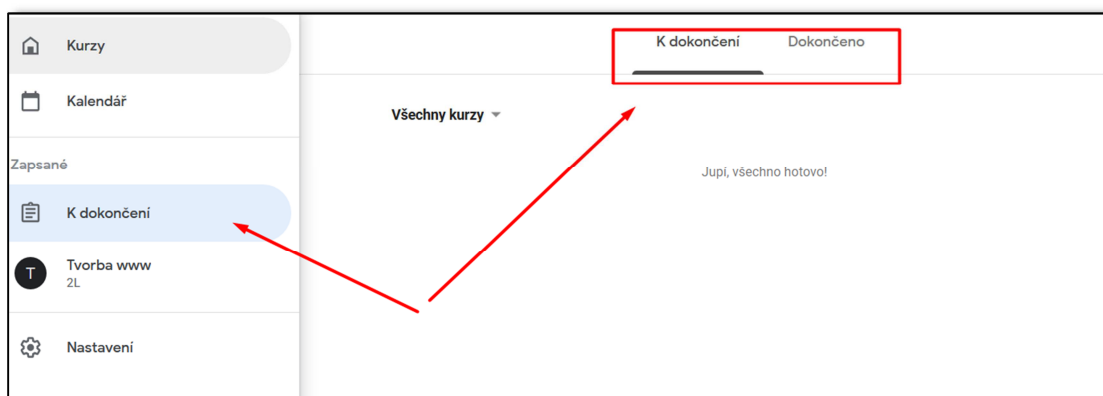 Kurzy
Kalendář
Zapsané
K dokončení
T
Tvorba www
2L
Nastavení
K dokončení Dokončeno
Všechny kurzy
Jupí, všechno hotovo!